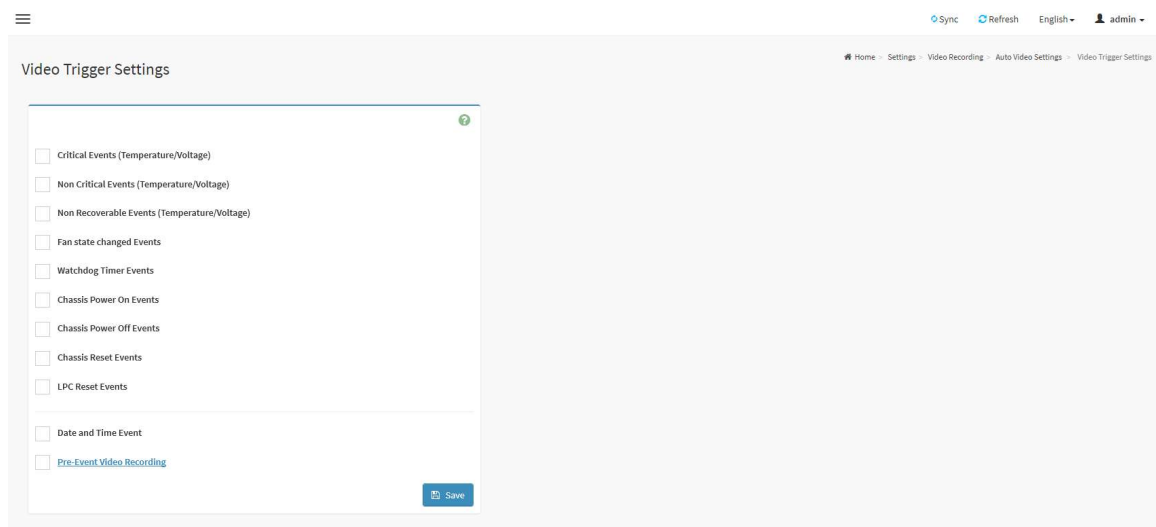 Sync Refresh English admin
Home > Settings > Video Recording > Auto Video Settings > Video Trigger Settings
Video Trigger Settings
Critical Events (Temperature/Voltage)
Non Critical Events (Temperature/Voltage)
Non Recoverable Events (Temperature/Voltage)
Fan state changed Events
Watchdog Timer Events
Chassis Power On Events
Chassis Power Off Events
Chassis Reset Events
LPC Reset Events
Date and Time Event
Pre-Event Video Recording
Save